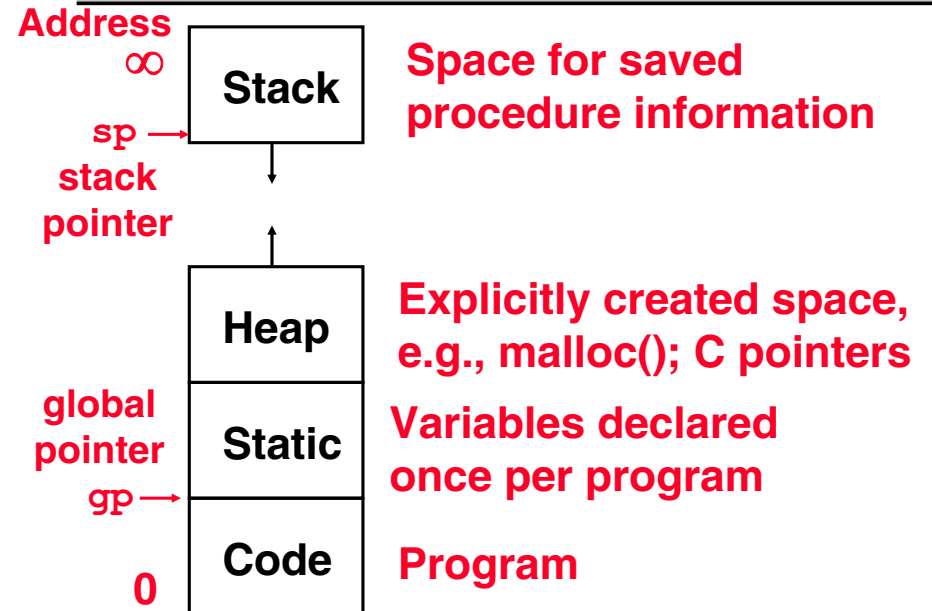 Address
∞
Stack
Space for saved
procedure information
sp
stack
pointer
Heap
Explicitly created space,
e.g., malloc(); C pointers
global
pointer
gp
Static
Variables declared
once per program
Code
Program
0